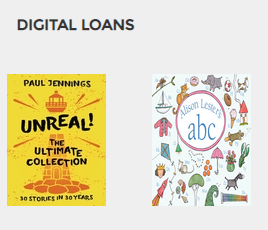 DIGITAL LOANS
PAUL JENNINGS
UNREAL!
THE
ULTIMATE
COLLECTION
30 STORIES IN 30 YEARS
Alison Lester's
abc